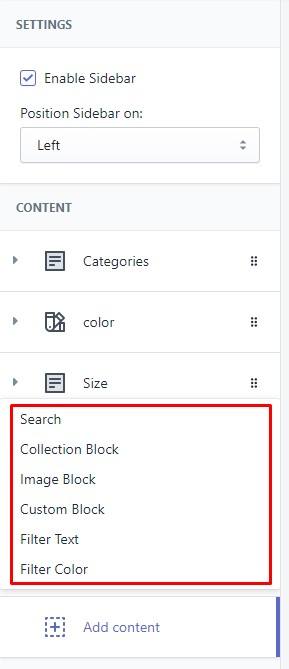 SETTINGS
Enable Sidebar
Position Sidebar on:
Left
CONTENT
Categories
color
Size
Search
Collection Block
Image Block
Custom Block
Filter Text
Filter Color
Add content